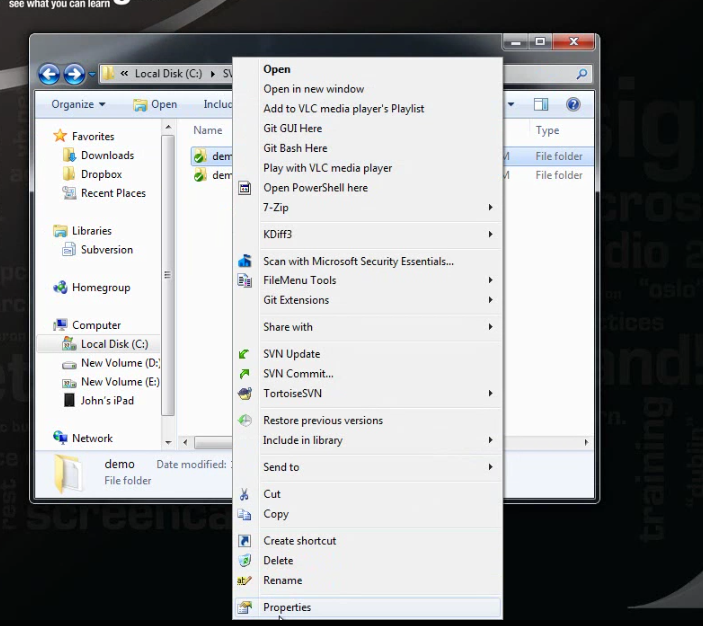 see what you can learn
« Local Disk (C:) ▸ SV
Organize ▾ Open Includ
Favorites
Downloads
Dropbox
Recent Places
Libraries
Subversion
Homegroup
Computer
Local Disk (C:)
New Volume (D:)
New Volume (E:)
John's iPad
Network
Name
Type
dem
File folder
dem
File folder
Open
Open in new window
Add to VLC media player's Playlist
Git GUI Here
Git Bash Here
Play with VLC media player
Open PowerShell here
7-Zip
KDiff3
Scan with Microsoft Security Essentials...
FileMenu Tools
Git Extensions
Share with
SVN Update
SVN Commit...
TortoiseSVN
Restore previous versions
Include in library
Send to
Cut
Copy
Create shortcut
Delete
Rename
Properties
demo Date modified:
File folder
screenca
training
"dublin"
"oslo"